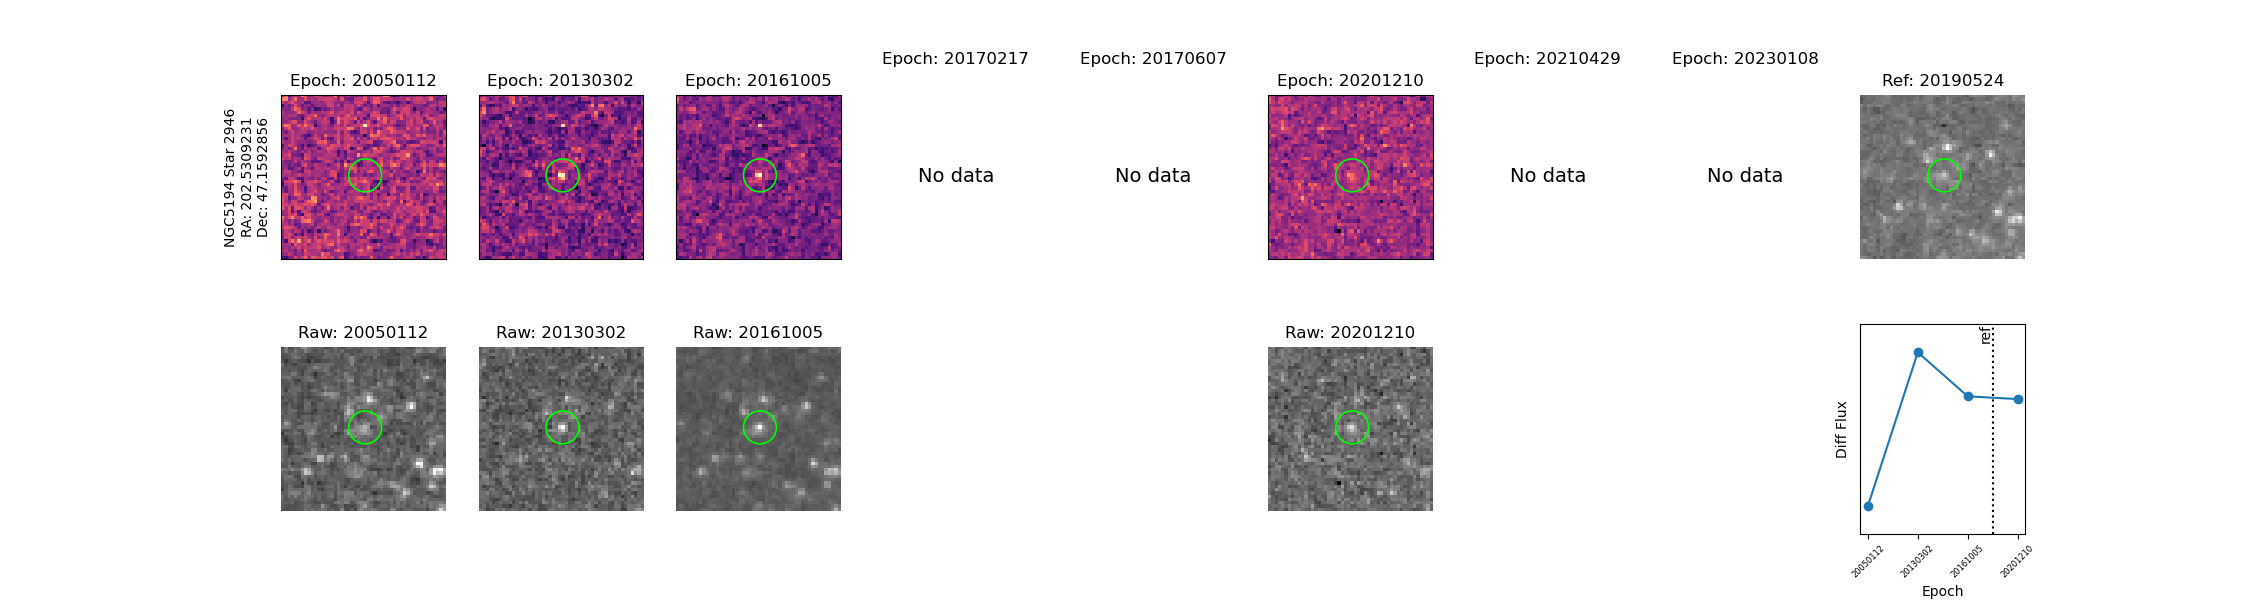 Epoch: 20050112
Epoch: 20130302
Epoch: 20161005
Epoch: 20170217
Epoch: 20170607
Epoch: 20201210
Epoch: 20210429
Epoch: 20230108
Ref: 20190524
NGC5194 Star 2946
RA: 202.5309231
Dec: 47.1592856
No data
No data
No data
No data
Raw: 20050112
Raw: 20130302
Raw: 20161005
Raw: 20201210
ref
Diff Flux
20050112
20130302
20161005
20201210
Epoch